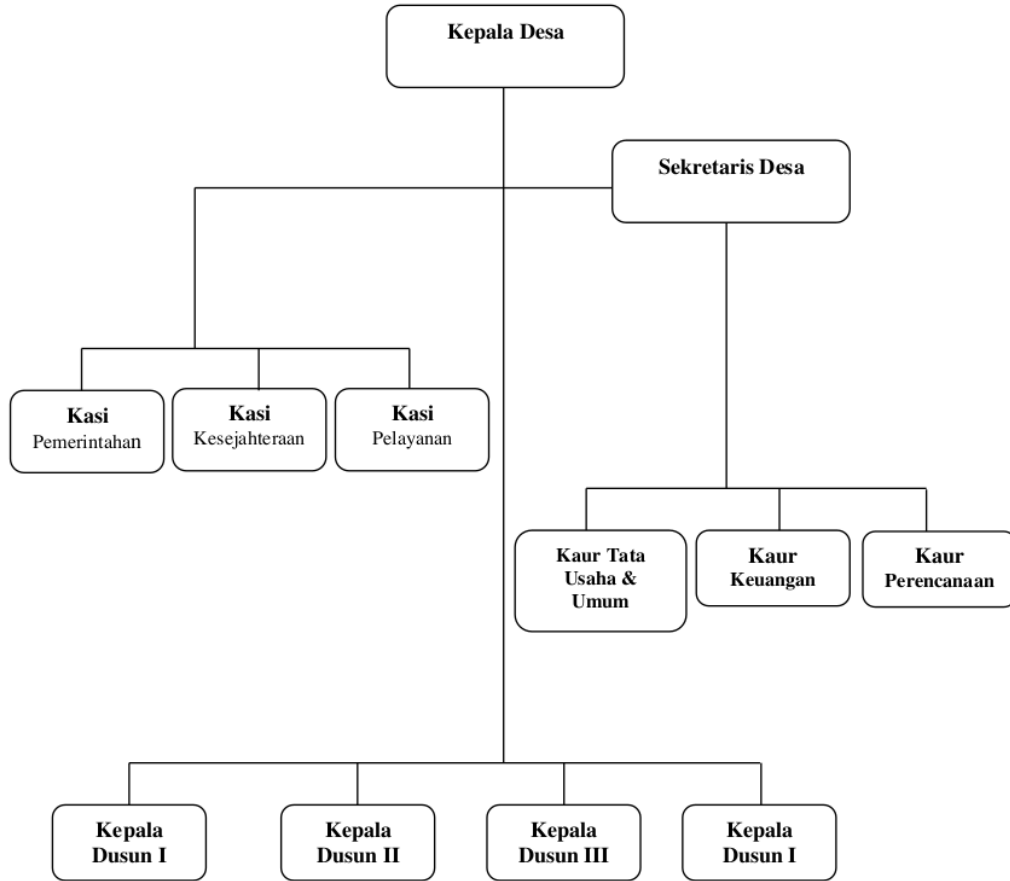 Kepala Desa
Sekretaris Desa
Kasi
Pemerintahan
Kasi
Kesejahteraan
Kasi
Pelayanan
Kaur Tata
Usaha &
Umum
Kaur
Keuangan
Kaur
Perencanaan
Kepala
Dusun I
Kepala
Dusun II
Kepala
Dusun III
Kepala
Dusun I